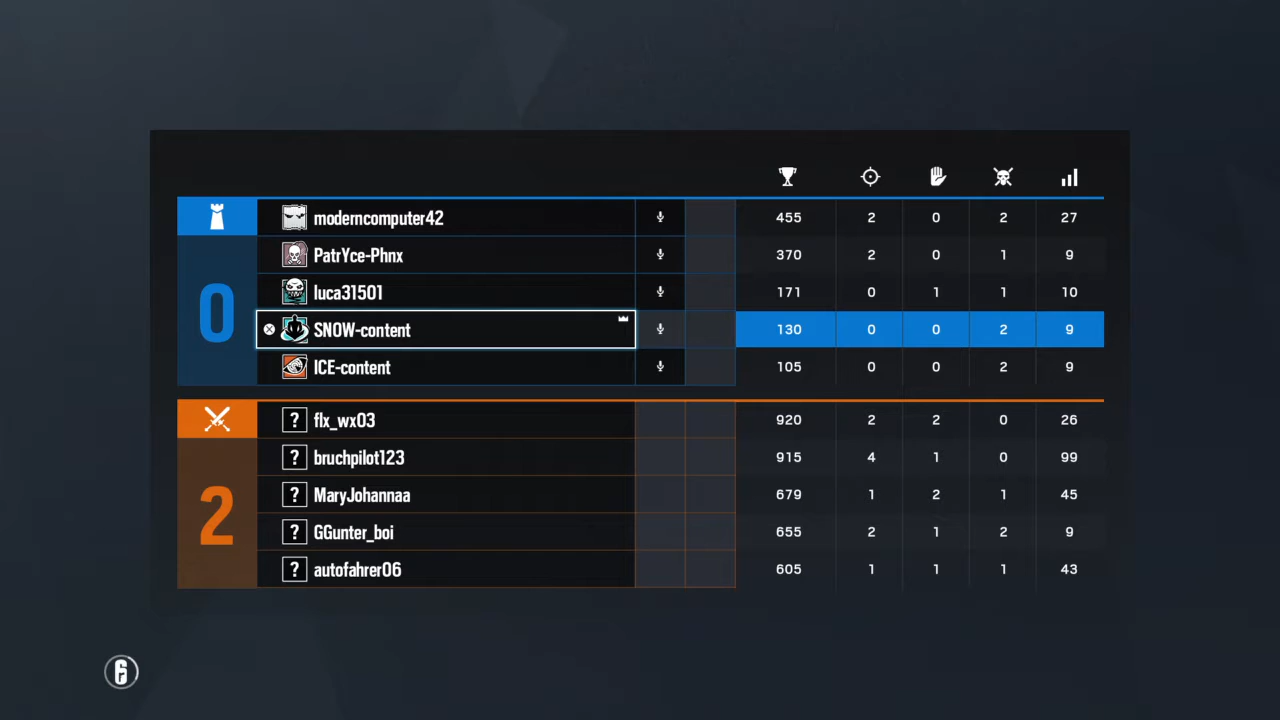 moderncomputer42 455 2 0 2 27
PatrYce-Phnx 370 2 0 1 9
luca31501 171 0 1 1 10
0
SNOW-content 130 0 0 2 9
ICE-content 105 0 0 2 9
? flx_wx03 920 2 2 0 26
? bruchpilot123 915 4 1 0 99
? MaryJohannaa 679 1 2 1 45
2
? GGunter_boi 655 2 1 2 9
? autofahrer06 605 1 1 1 43
6